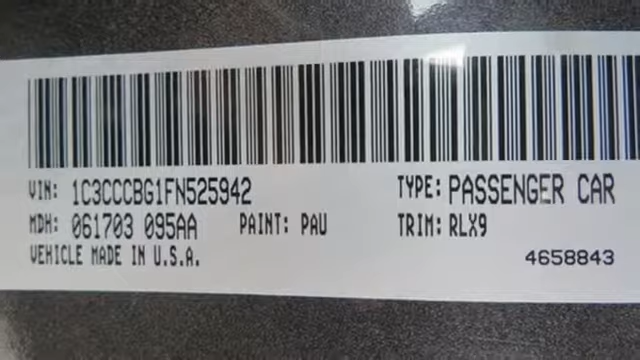 VIN: 1C3CCCBG1FN525942 TYPE: PASSENGER CAR
MDH: 061703 095AA PAINT: PAU TRIM: RLX9
VEHICLE MADE IN U.S.A. 4658843